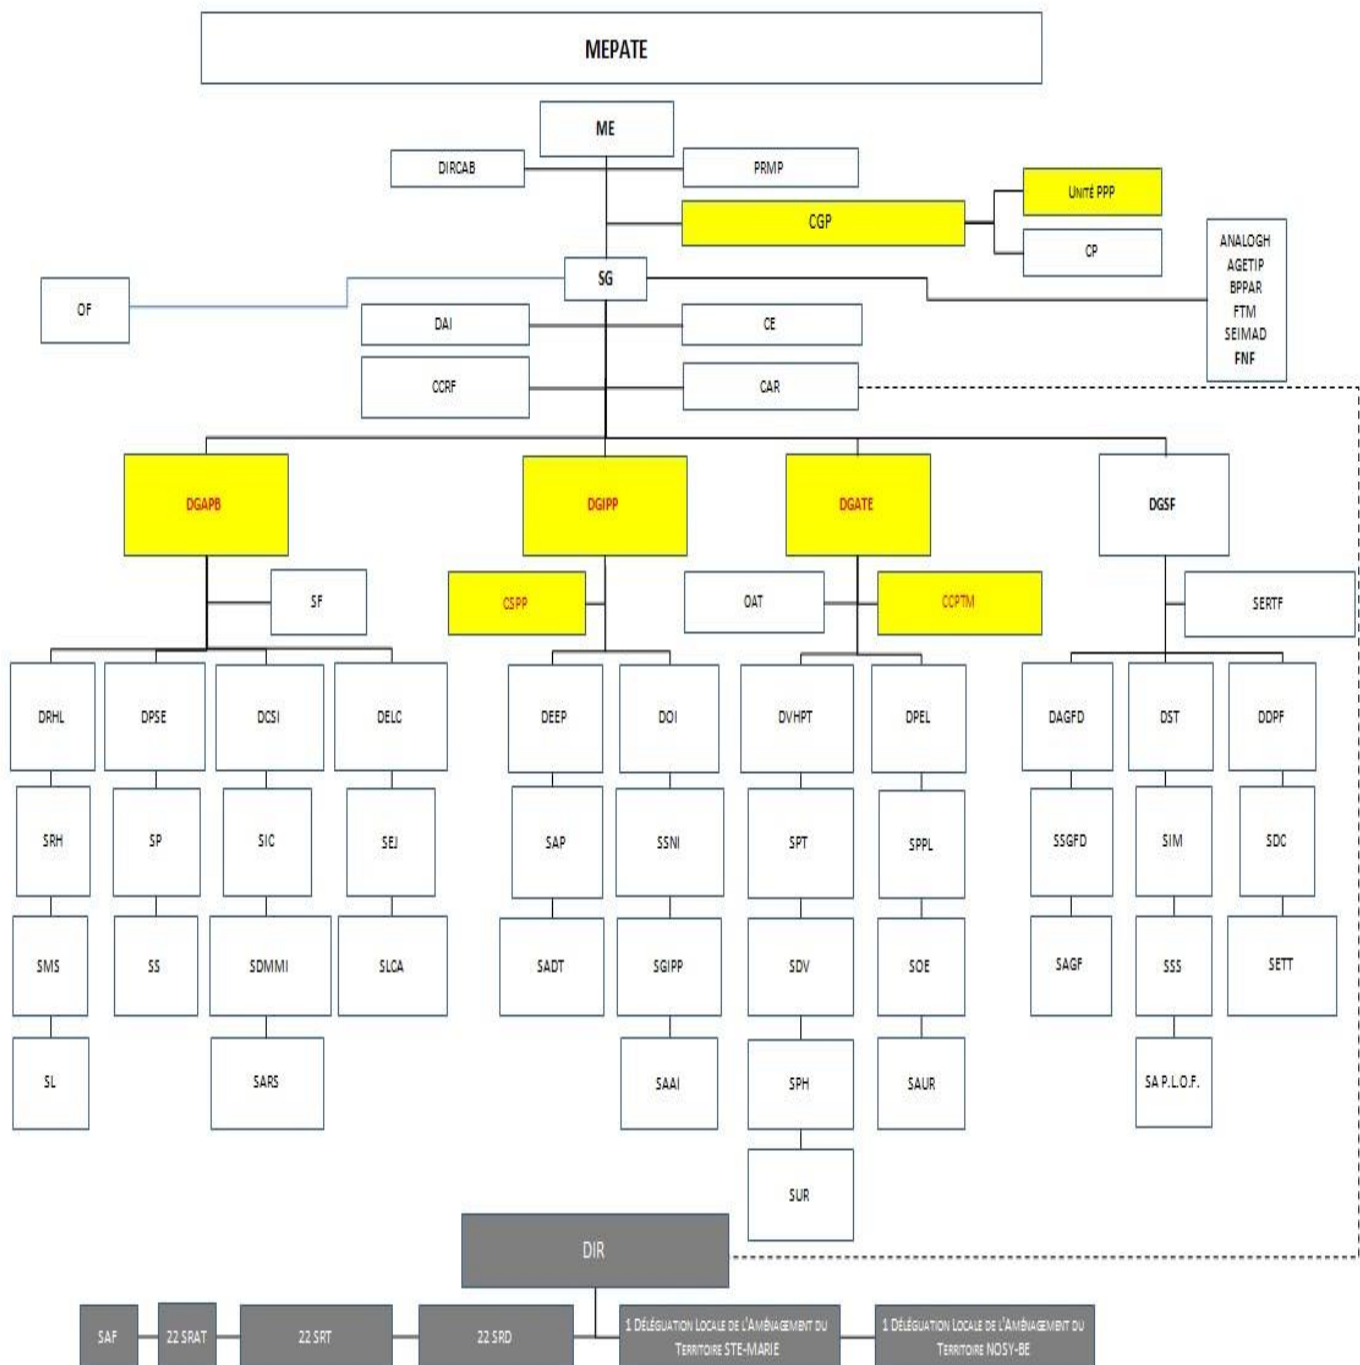 MEPATE
ME
DIRCAB
PRMP
CGP
UNITÉ PPP
CP
SG
OF
ANALOGH
AGETIP
BPPAR
FTM
SEIMAD
FNF
DAI
CE
CCRF
CAR
DGAPB
DGIPP
DGATE
DGSF
SF
CSPP
OAT
CCPTM
SERTF
DRHL
DPSE
DCSI
DELC
DEEP
DOI
DVHPT
DPEL
DAGFD
DST
DDPF
SRH
SP
SIC
SEJ
SAP
SSNI
SPT
SPPL
SSGFD
SIM
SDC
SMS
SS
SDMMI
SLCA
SADT
SGIPP
SDV
SOE
SAGF
SSS
SETT
SL
SARS
SAAI
SPH
SAUR
SA P.L.O.F.
SUR
DIR
SAF
22 SRAT
22 SRT
22 SRD
1 DÉLÉGUATION LOCALE DE L'AMÉNAGEMENT DU
TERRITOIRE STE-MARIE
1 DÉLÉGUATION LOCALE DE L'AMÉNAGEMENT DU
TERRITOIRE NOSY-BE